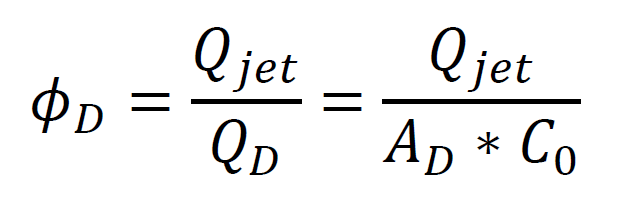 ϕ_D = Q_jet / Q_D = Q_jet / (A_D * C_0)